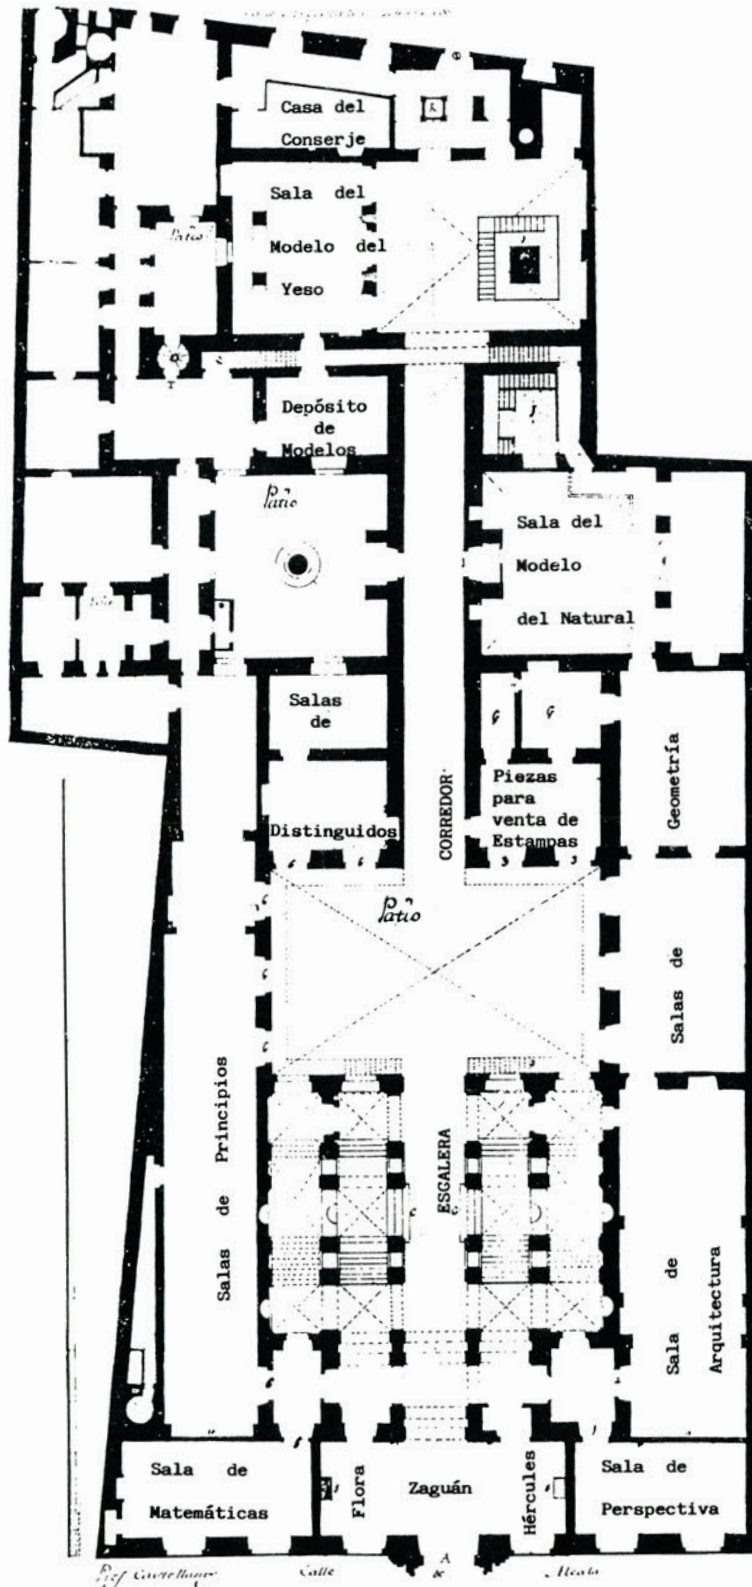 Casa del
Conserje
Sala del
Modelo del
Yeso
Patio
Depósito
de
Modelos
Patio
Sala del
Modelo
del Natural
Salas
de
Distinguidos
Piezas
para
venta de
Estampas
CORREDOR
Geometría
Patio
Salas de
Salas de Principios
ESCALERA
Sala de
Arquitectura
Sala de
Matemáticas
Flora
Zaguán
Hércules
Sala de
Perspectiva
A
Calle
Alcala